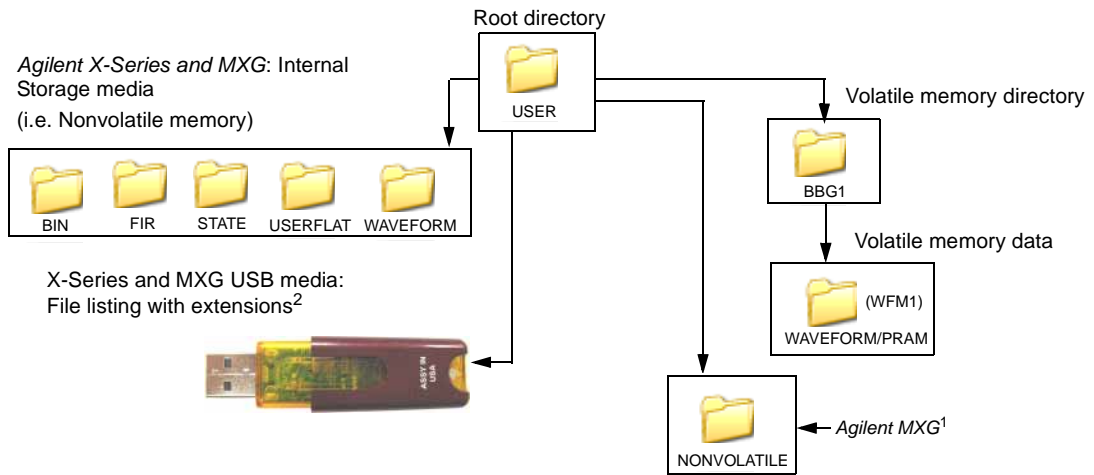 Root directory
USER
Agilent X-Series and MXG: Internal
Storage media
(i.e. Nonvolatile memory)
BIN
FIR
STATE
USERFLAT
WAVEFORM
Volatile memory directory
BBG1
Volatile memory data
(WFM1)
WAVEFORM/PRAM
X-Series and MXG USB media:
File listing with extensions2
ASSY IN
USA
NONVOLATILE
Agilent MXG1